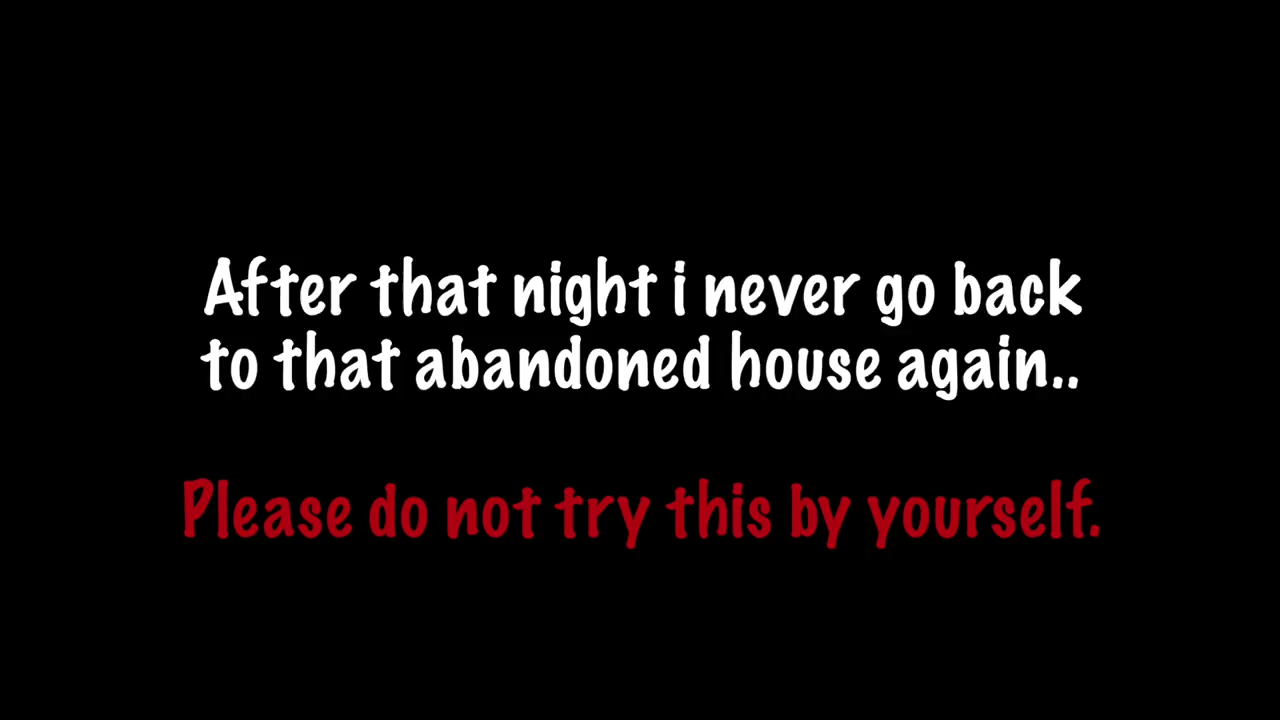 After that night i never go back
to that abandoned house again..
Please do not try this by yourself.